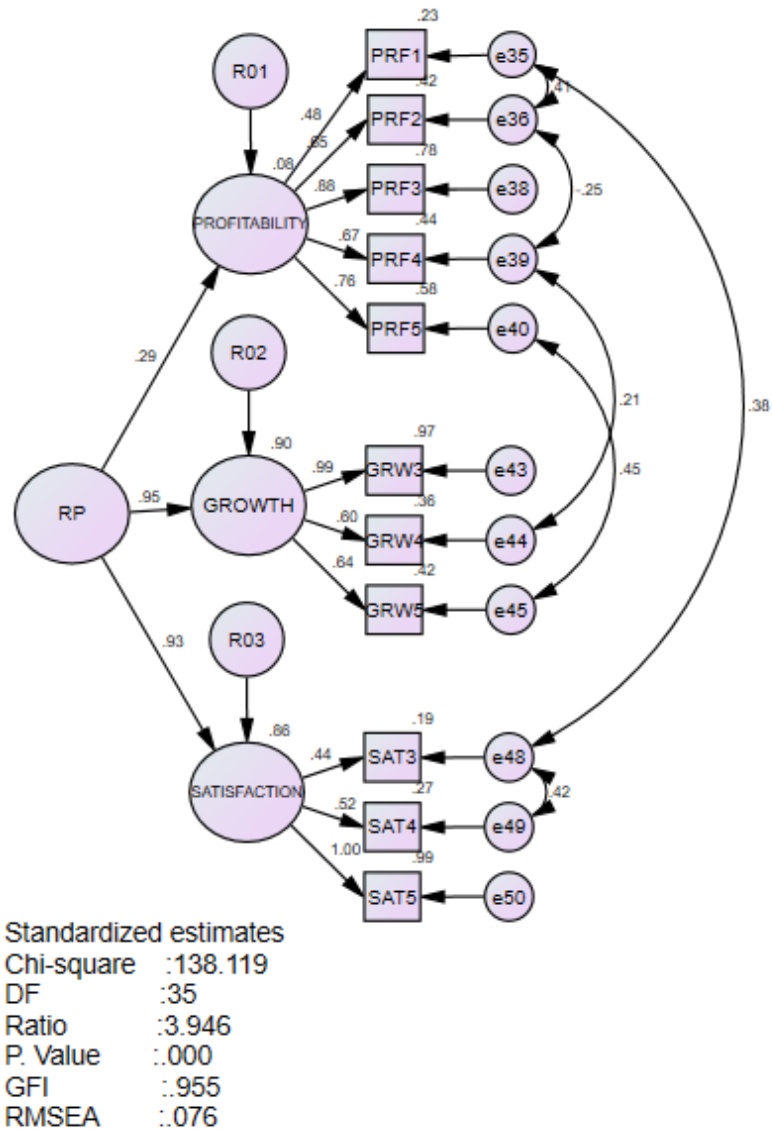 .23
R01
PRF1
e35
.42
.41
.48
PRF2
e36
.65
.78
.08
.88
PRF3
e38
-.25
PROFITABILITY
.44
.67
PRF4
e39
.76
.58
PRF5
e40
R02
.29
.21
.38
.90
.97
.99
GRW3
e43
.45
.95
GROWTH
.36
RP
.60
GRW4
e44
.64
.42
GRW5
e45
R03
.93
.86
.19
.44
SAT3
e48
.27
.42
SATISFACTION
.52
SAT4
e49
1.00
.99
SAT5
e50
Standardized estimates
Chi-square :138.119
DF :35
Ratio :3.946
P. Value :.000
GFI :.955
RMSEA :.076